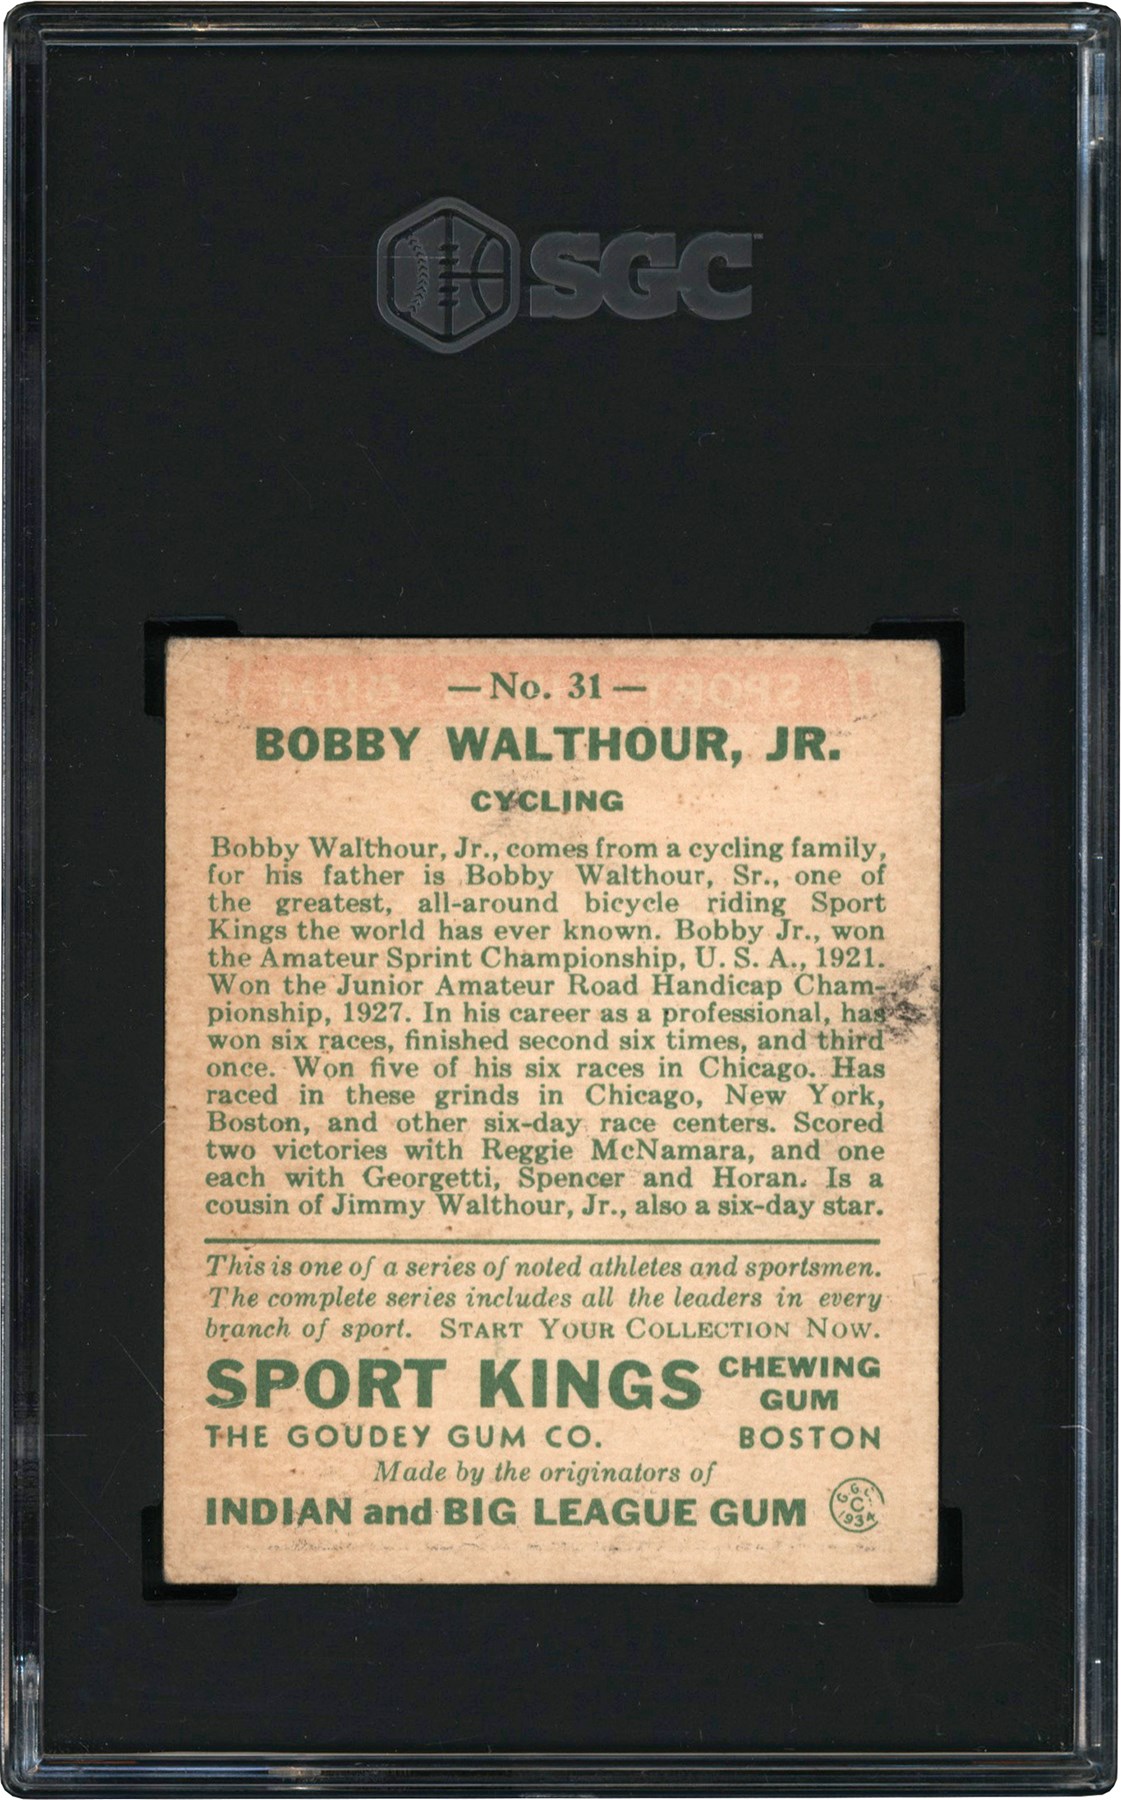 SGC
— No. 31 —
BOBBY WALTHOUR, JR.
CYCLING
Bobby Walthour, Jr., comes from a cycling family,
for his father is Bobby Walthour, Sr., one of
the greatest, all-around bicycle riding Sport
Kings the world has ever known. Bobby Jr., won
the Amateur Sprint Championship, U. S. A., 1921.
Won the Junior Amateur Road Handicap Cham-
pionship, 1927. In his career as a professional, has
won six races, finished second six times, and third
once. Won five of his six races in Chicago. Has
raced in these grinds in Chicago, New York,
Boston, and other six-day race centers. Scored
two victories with Reggie McNamara, and one
each with Georgetti, Spencer and Horan. Is a
cousin of Jimmy Walthour, Jr., also a six-day star.
This is one of a series of noted athletes and sportsmen.
The complete series includes all the leaders in every
branch of sport. START YOUR COLLECTION NOW.
SPORT KINGS CHEWING GUM
THE GOUDEY GUM CO. BOSTON
Made by the originators of
INDIAN and BIG LEAGUE GUM
G.G.C. C 1934